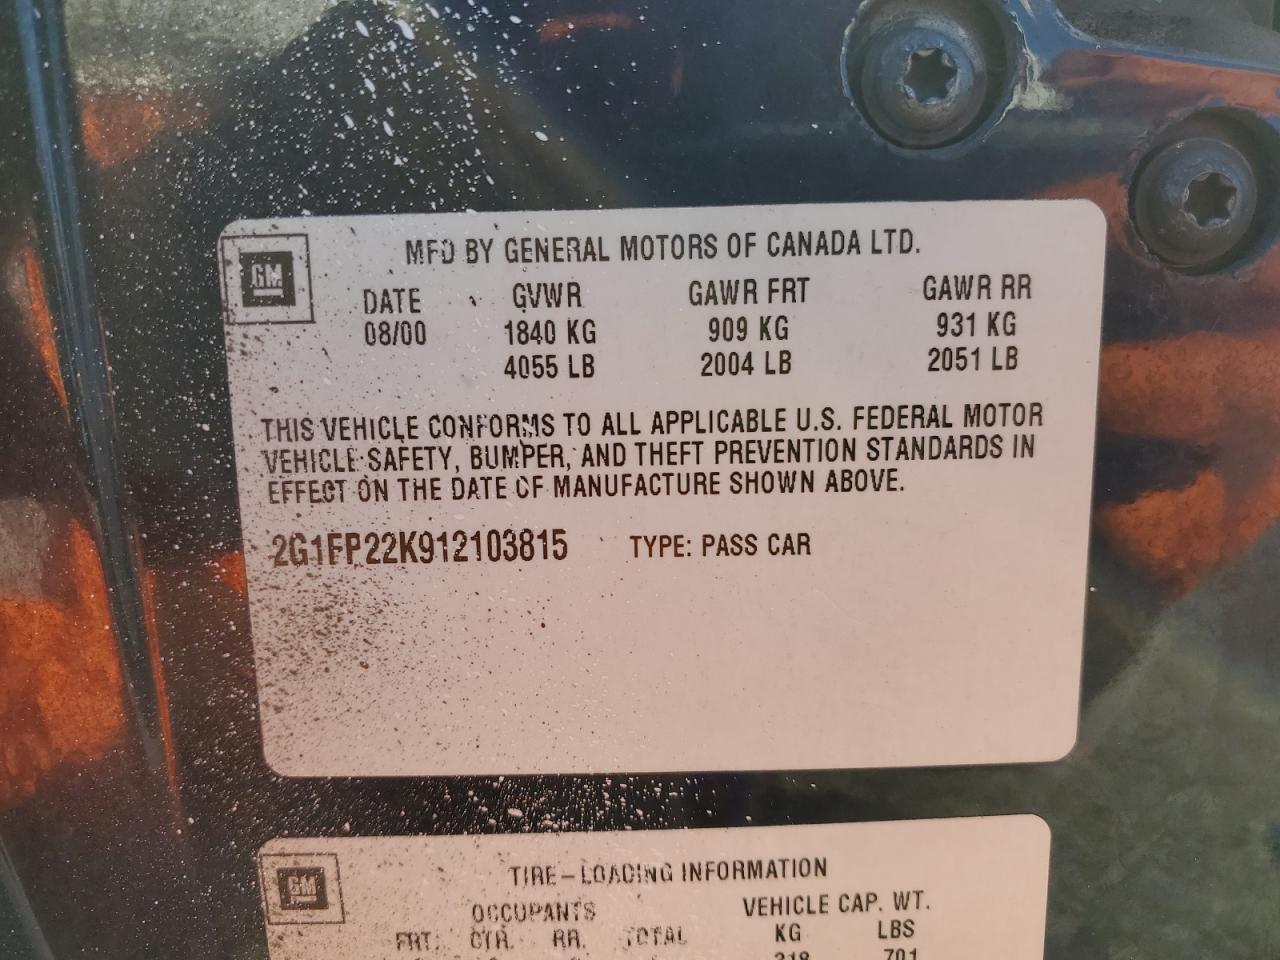 GM
MFD BY GENERAL MOTORS OF CANADA LTD.
DATE GVWR GAWR FRT GAWR RR
08/00 1840 KG 909 KG 931 KG
4055 LB 2004 LB 2051 LB
THIS VEHICLE CONFORMS TO ALL APPLICABLE U.S. FEDERAL MOTOR
VEHICLE SAFETY, BUMPER, AND THEFT PREVENTION STANDARDS IN
EFFECT ON THE DATE OF MANUFACTURE SHOWN ABOVE.
2G1FP22K912103815 TYPE: PASS CAR
GM
TIRE-LOADING INFORMATION
OCCUPANTS VEHICLE CAP. WT.
FRT. CTR. RR. TOTAL KG LBS
318 701